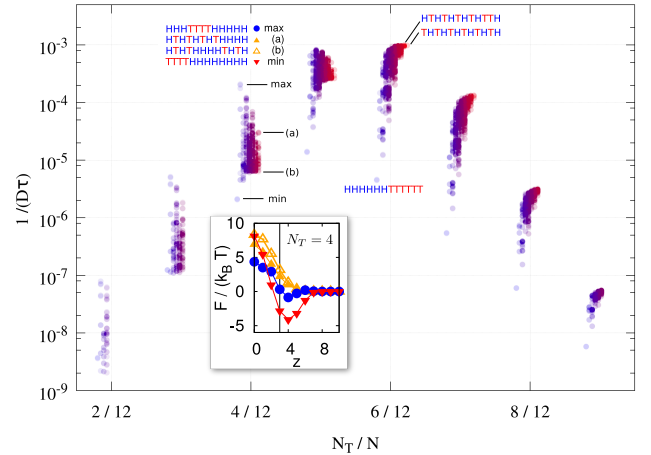 HHHTTTTHHHHH max
HTHTHTHTHHHH (a)
HTHTHHHHTHTH (b)
TTTTHHHHHHHH min
HTHTHTHTHTTH
THTHTHTHTHTH
max
(a)
(b)
min
HHHHHHTTTTTT
1 / (Dτ)
10⁻³
10⁻⁴
10⁻⁵
10⁻⁶
10⁻⁷
10⁻⁸
10⁻⁹
N_T = 4
F / (k_B T)
10
5
0
-5
0 4 8
z
2 / 12 4 / 12 6 / 12 8 / 12
N_T / N